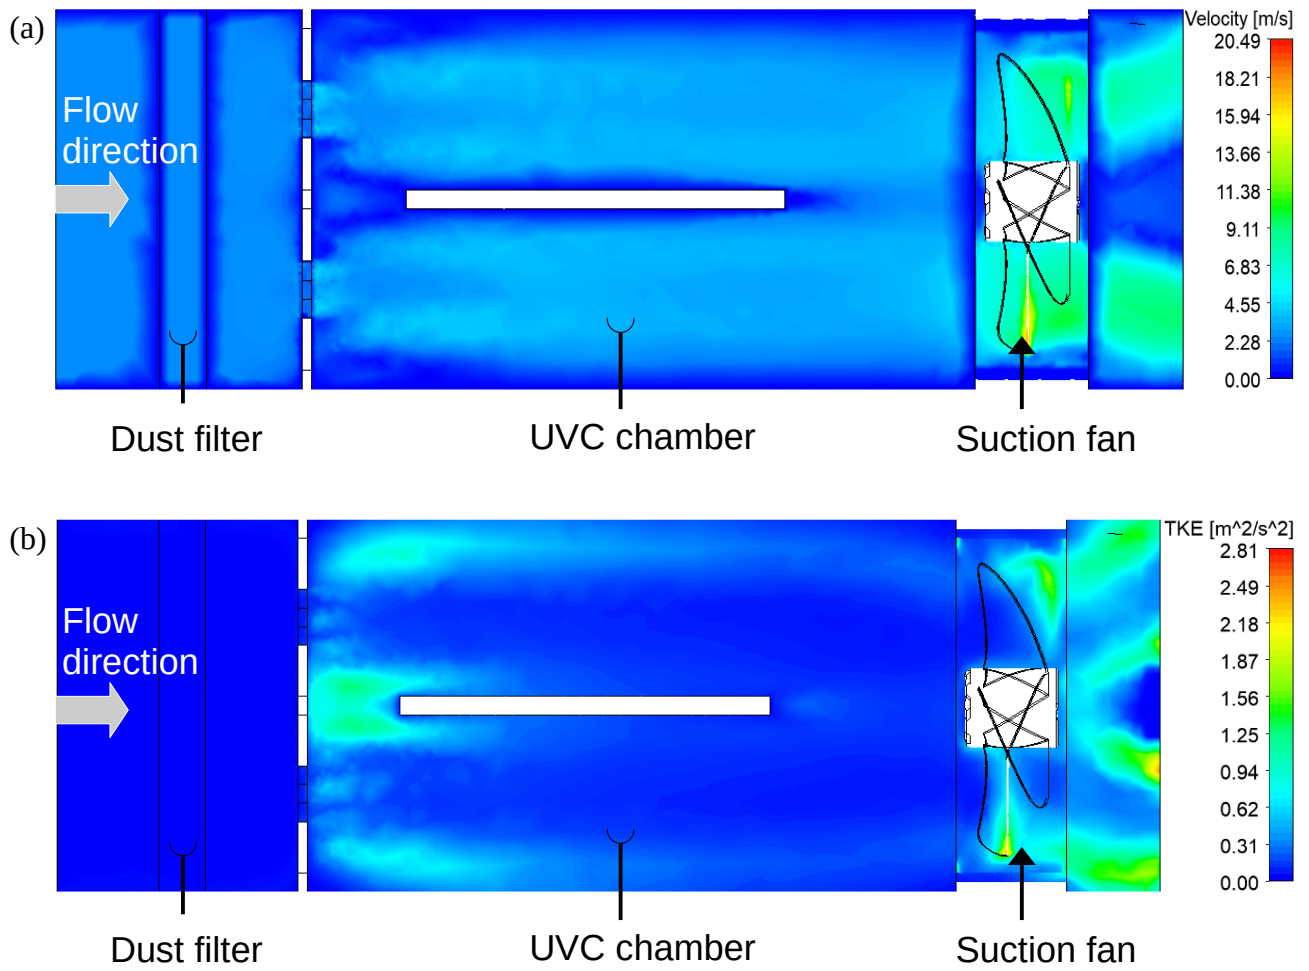 (a)
Velocity [m/s]
20.49
18.21
15.94
13.66
11.38
9.11
6.83
4.55
2.28
0.00
Flow
direction
Dust filter
UVC chamber
Suction fan
(b)
TKE [m^2/s^2]
2.81
2.49
2.18
1.87
1.56
1.25
0.94
0.62
0.31
0.00
Flow
direction
Dust filter
UVC chamber
Suction fan